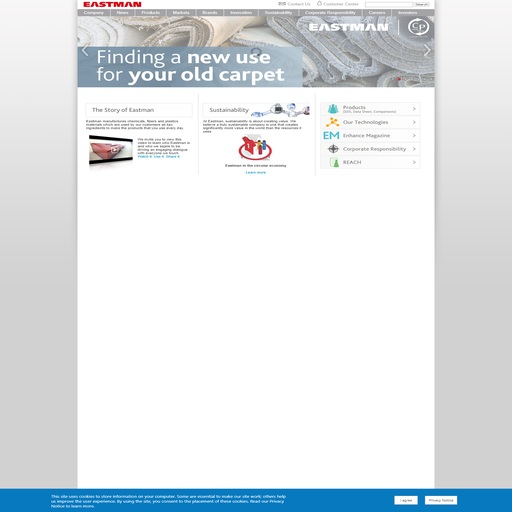 EASTMAN
Contact Us
Customer Center
Company News Products Markets Brands Innovation Sustainability Corporate Responsibility Careers Investors
EASTMAN
Finding a new use
for your old carpet
The Story of Eastman
Eastman manufactures chemicals, fibers and plastics
materials which are used by our customers as key
ingredients to make the products that you use every day.
We invite you to view this
video to learn who Eastman is
and who we aspire to be
driving an engaging dialogue
with everyone we touch.
Watch it. Live it. Share it.
Sustainability
At Eastman, sustainability is about creating value. We
believe a truly sustainable company is one that creates
significantly more value in the world than the resources it
uses.
Eastman in the circular economy
Learn more
Products
(SDS, Data Sheet, Comparisons)
Our Technologies
EM Enhance Magazine
Corporate Responsibility
REACH
This site uses cookies to store information on your computer. Some are essential to make our site work; others help
us improve the user experience. By using the site, you consent to the placement of these cookies. Read our Privacy
Notice to learn more.
I agree
Privacy Notice